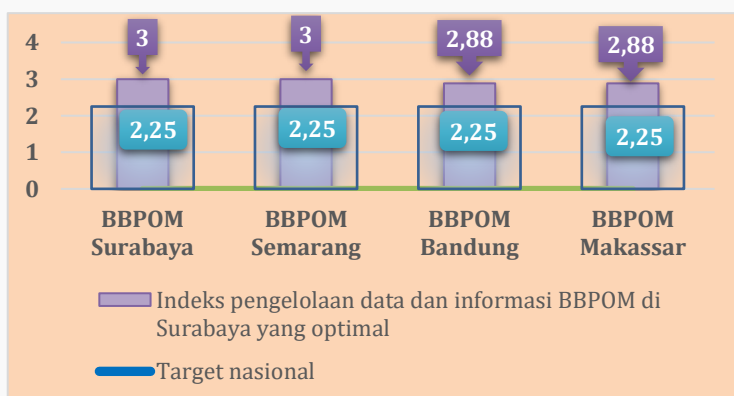 4
3
2
1
0
3
3
2,88
2,88
2,25
2,25
2,25
2,25
BBPOM
Surabaya
BBPOM
Semarang
BBPOM
Bandung
BBPOM
Makassar
Indeks pengelolaan data dan informasi BBPOM di
Surabaya yang optimal
Target nasional